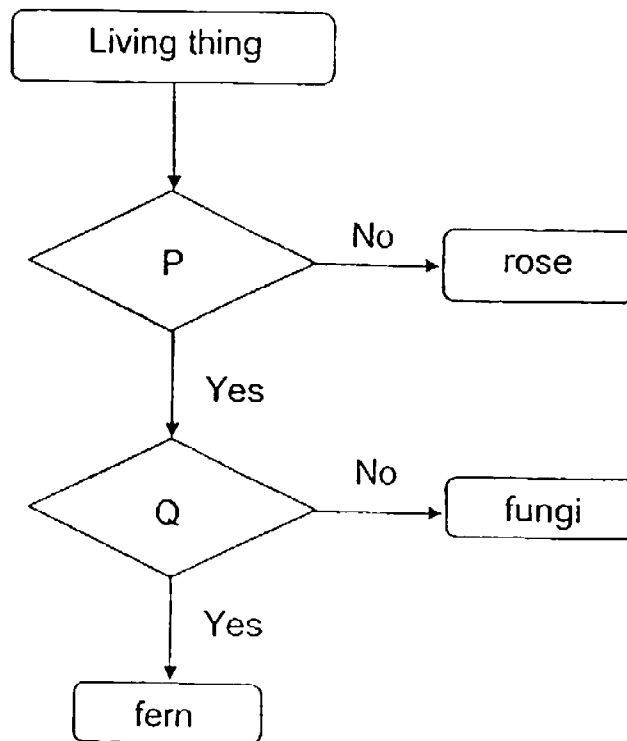 Living thing
P
No
rose
Yes
Q
No
fungi
Yes
fern